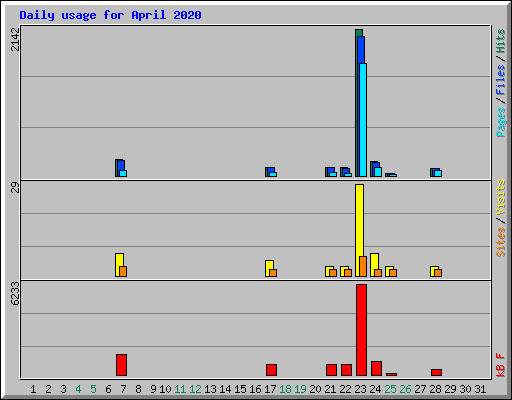 Daily usage for April 2020
2142
Pages / Files / Hits
29
Sites / Visits
6233
kB F
1 2 3 4 5 6 7 8 9 10 11 12 13 14 15 16 17 18 19 20 21 22 23 24 25 26 27 28 29 30 31